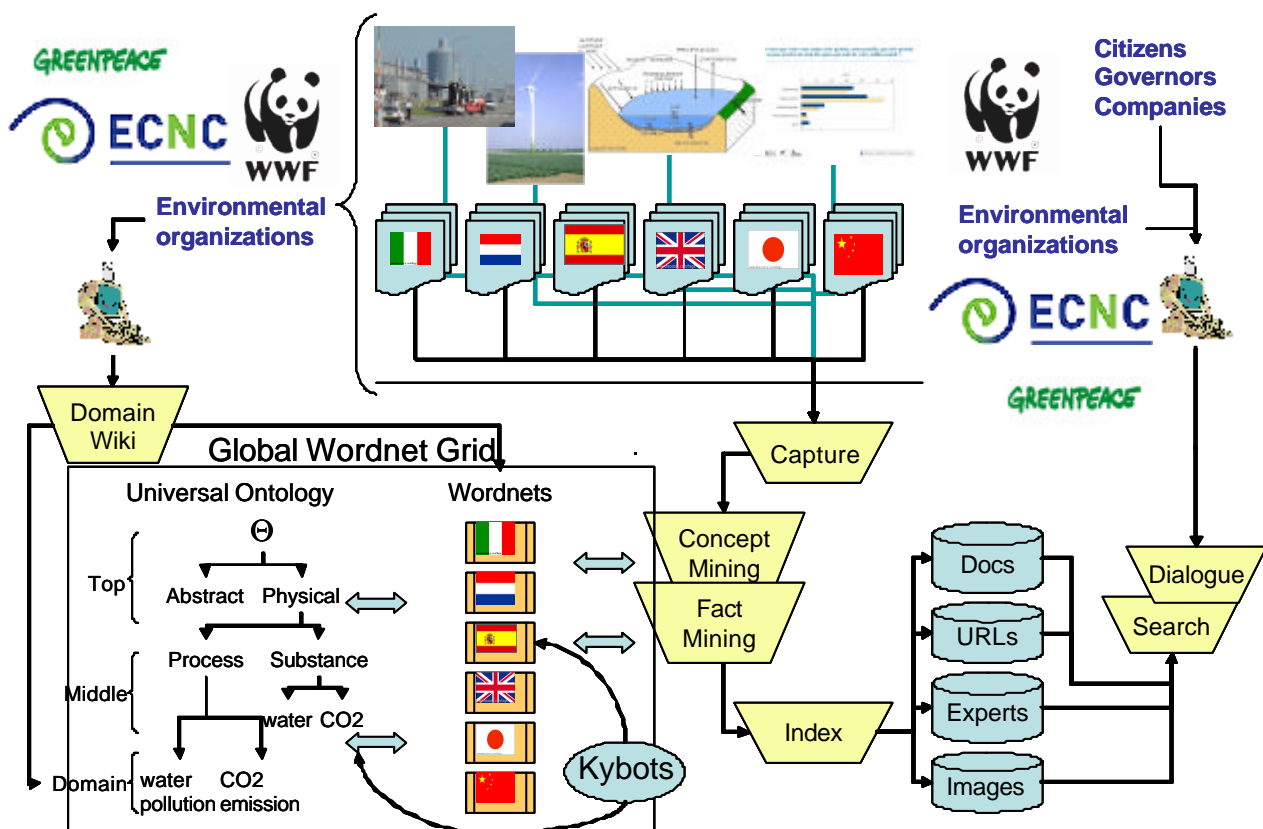 GREENPEACE
ECNC
WWF
Environmental
organizations
WWF
Citizens
Governors
Companies
Environmental
organizations
ECNC
GREENPEACE
Domain
Wiki
Global Wordnet Grid
Universal Ontology
Wordnets
Θ
Top
Abstract
Physical
Process
Substance
Middle
water
CO2
Domain
water
pollution
CO2
emission
Kybots
Capture
Concept
Mining
Fact
Mining
Index
Docs
URLs
Experts
Images
Dialogue
Search